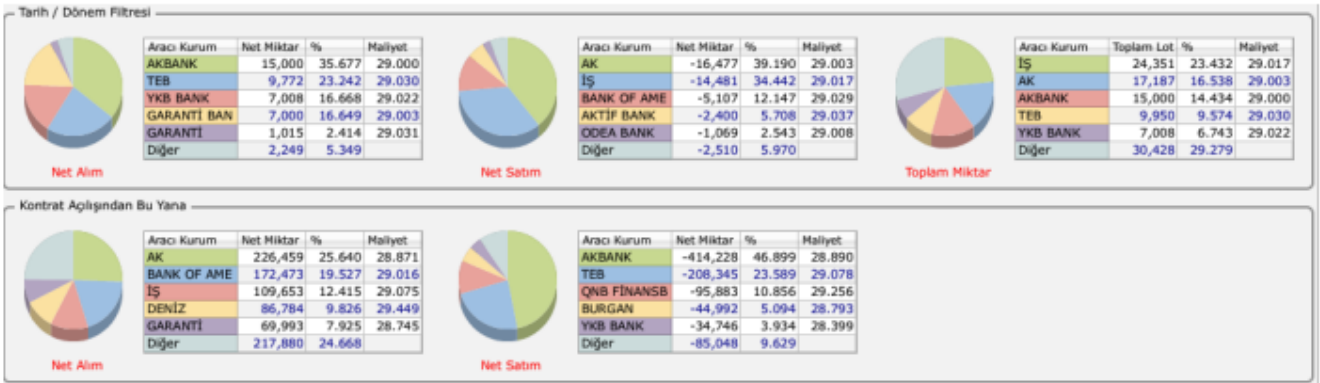 Tarih / Dönem Filtresi
Aracı Kurum Net Miktar % Maliyet
AKBANK 15,000 35.677 29.000
TEB 9,772 23.242 29.030
YKB BANK 7,008 16.668 29.022
GARANTİ BAN 7,000 16.649 29.003
GARANTİ 1,015 2.414 29.031
Diğer 2,249 5.349
Net Alım
Aracı Kurum Net Miktar % Maliyet
AK -16,477 39.190 29.003
İŞ -14,481 34.442 29.017
BANK OF AME -5,107 12.147 29.029
AKTİF BANK -2,400 5.708 29.037
ODEA BANK -1,069 2.543 29.008
Diğer -2,510 5.970
Net Satım
Aracı Kurum Toplam Lot % Maliyet
İŞ 24,351 23.432 29.017
AK 17,187 16.538 29.003
AKBANK 15,000 14.434 29.000
TEB 9,950 9.574 29.030
YKB BANK 7,008 6.743 29.022
Diğer 30,428 29.279
Toplam Miktar
Kontrat Açılışından Bu Yana
Aracı Kurum Net Miktar % Maliyet
AK 226,459 25.640 28.871
BANK OF AME 172,473 19.527 29.016
İŞ 109,653 12.415 29.075
DENİZ 86,784 9.826 29.449
GARANTİ 69,993 7.925 28.745
Diğer 217,880 24.668
Net Alım
Aracı Kurum Net Miktar % Maliyet
AKBANK -414,228 46.899 28.890
TEB -208,345 23.589 29.078
QNB FİNANSB -95,883 10.856 29.256
BURGAN -44,992 5.094 28.793
YKB BANK -34,746 3.934 28.399
Diğer -85,048 9.629
Net Satım